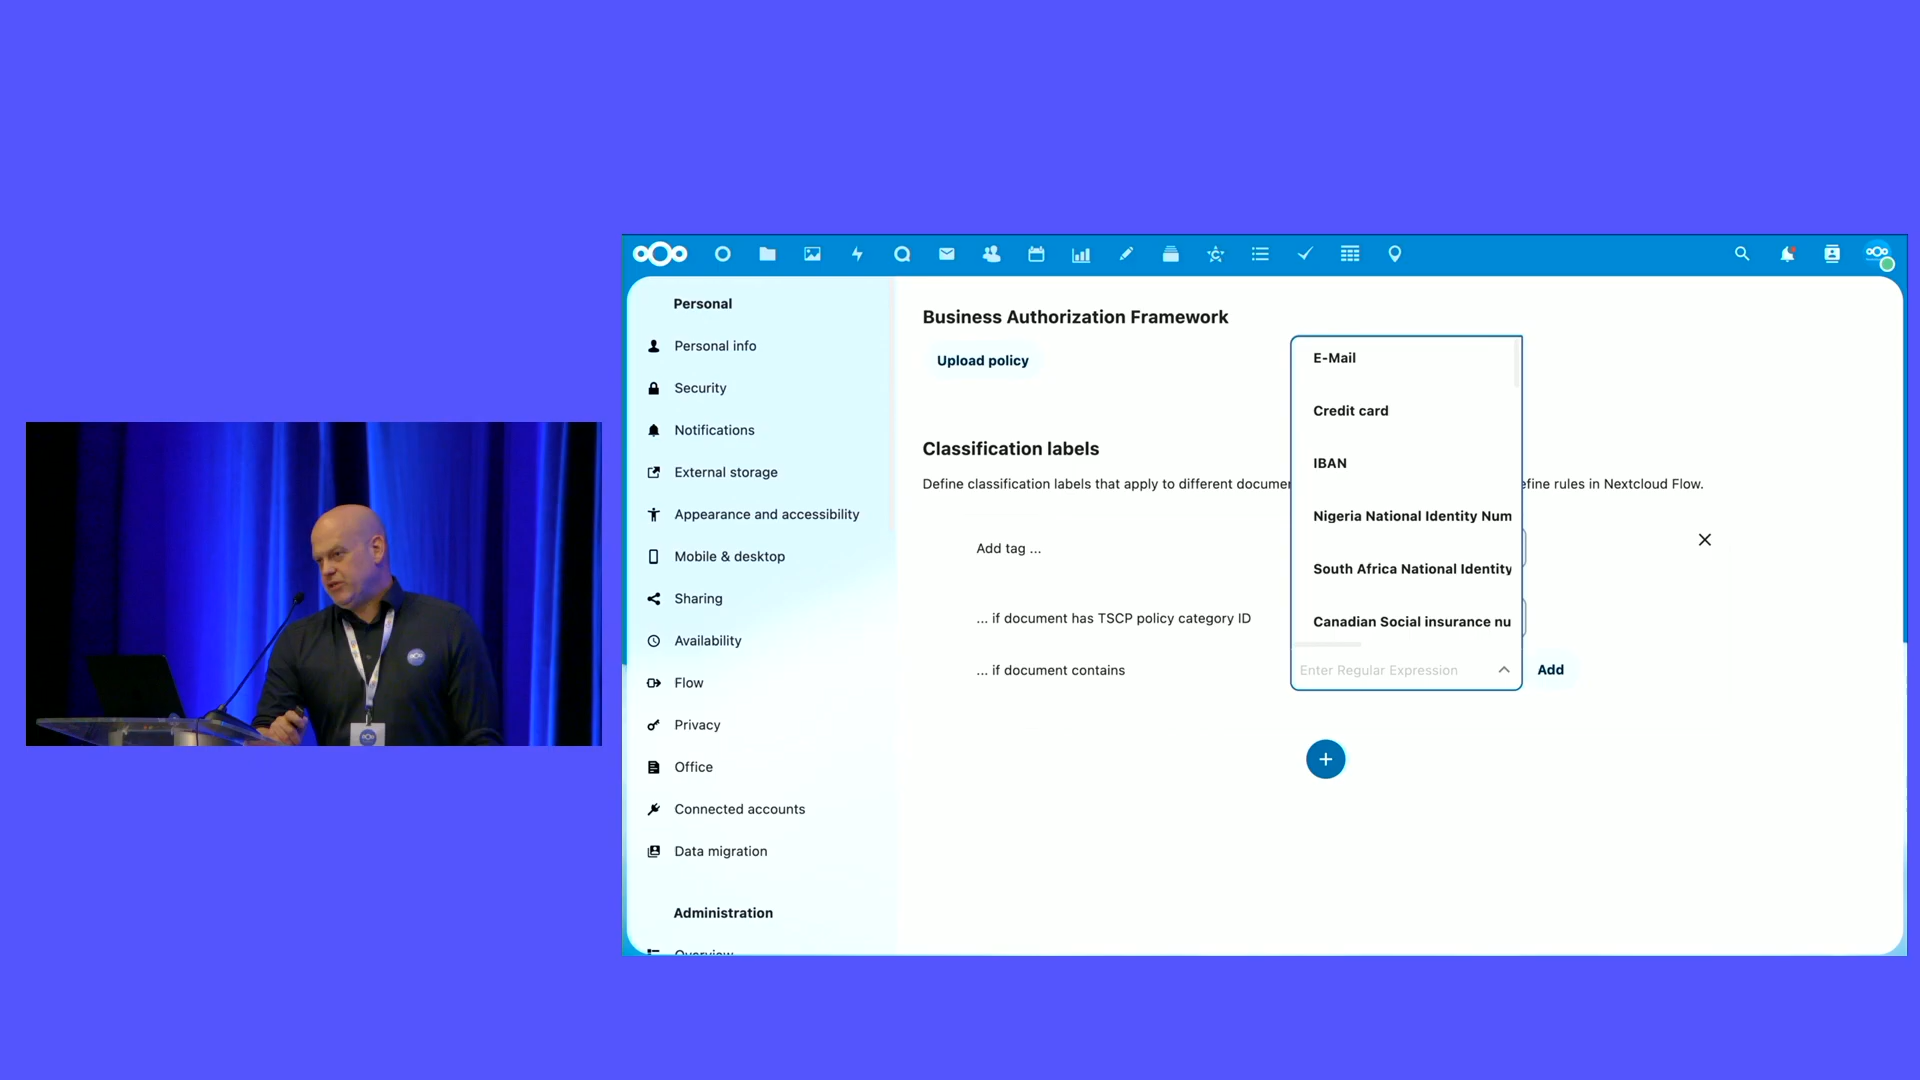 Personal
Personal info
Security
Notifications
External storage
Appearance and accessibility
Mobile & desktop
Sharing
Availability
Flow
Privacy
Office
Connected accounts
Data migration
Administration
Overview
Business Authorization Framework
Upload policy
Classification labels
Define classification labels that apply to different documen
efine rules in Nextcloud Flow.
Add tag ...
... if document has TSCP policy category ID
... if document contains
E-Mail
Credit card
IBAN
Nigeria National Identity Num
South Africa National Identity
Canadian Social insurance nu
Enter Regular Expression
Add